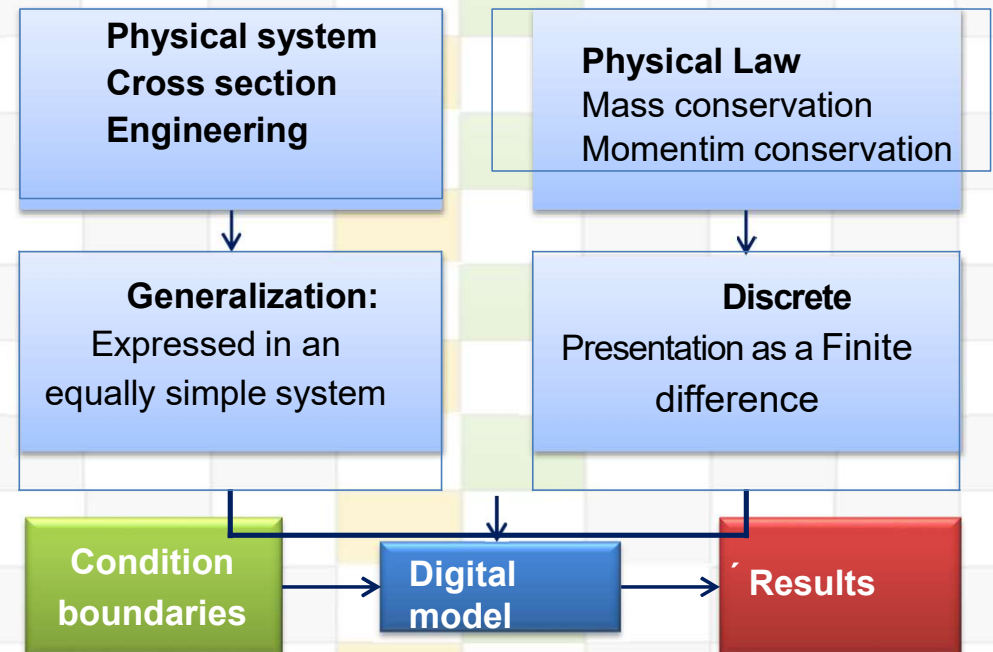 Physical system
Cross section
Engineering
Physical Law
Mass conservation
Momentim conservation
Generalization:
Expressed in an
equally simple system
Discrete
Presentation as a Finite
difference
Condition
boundaries
Digital
model
´ Results